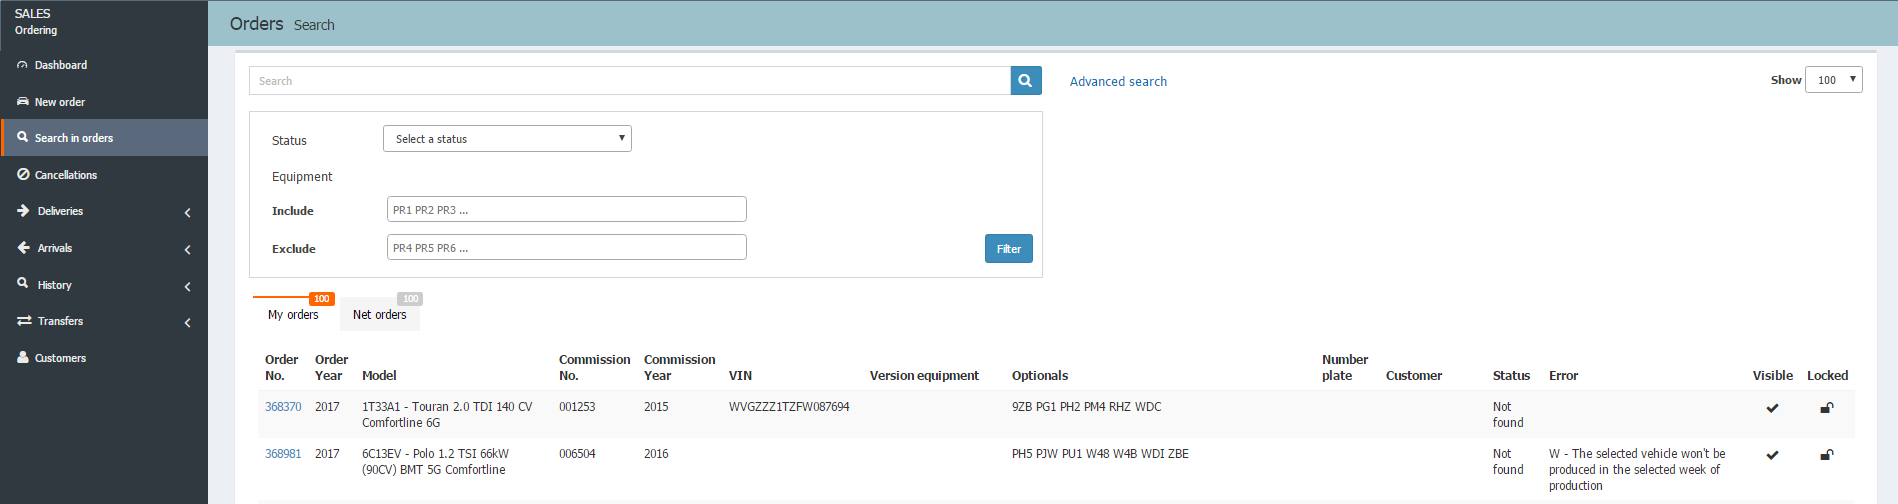 SALES
Ordering
Dashboard
New order
Search in orders
Cancellations
Deliveries
Arrivals
History
Transfers
Customers
Orders Search
Search
Advanced search
Show 100
Status Select a status
Equipment
Include PR1 PR2 PR3 ...
Exclude PR4 PR5 PR6 ...
Filter
My orders 100
Net orders 100
Order No. Order Year Model Commission No. Commission Year VIN Version equipment Optionals Number plate Customer Status Error Visible Locked
368370 2017 1T33A1 - Touran 2.0 TDI 140 CV 001253 2015 WVGZZZ1TZFW087694 9ZB PG1 PH2 PM4 RHZ WDC Not
Comfortline 6G found
368981 2017 6C13EV - Polo 1.2 TSI 66kW 006504 2016 PH5 PJW PU1 W48 W4B WDI ZBE Not W - The selected vehicle won't be
(90CV) BMT 5G Comfortline found produced in the selected week of
production